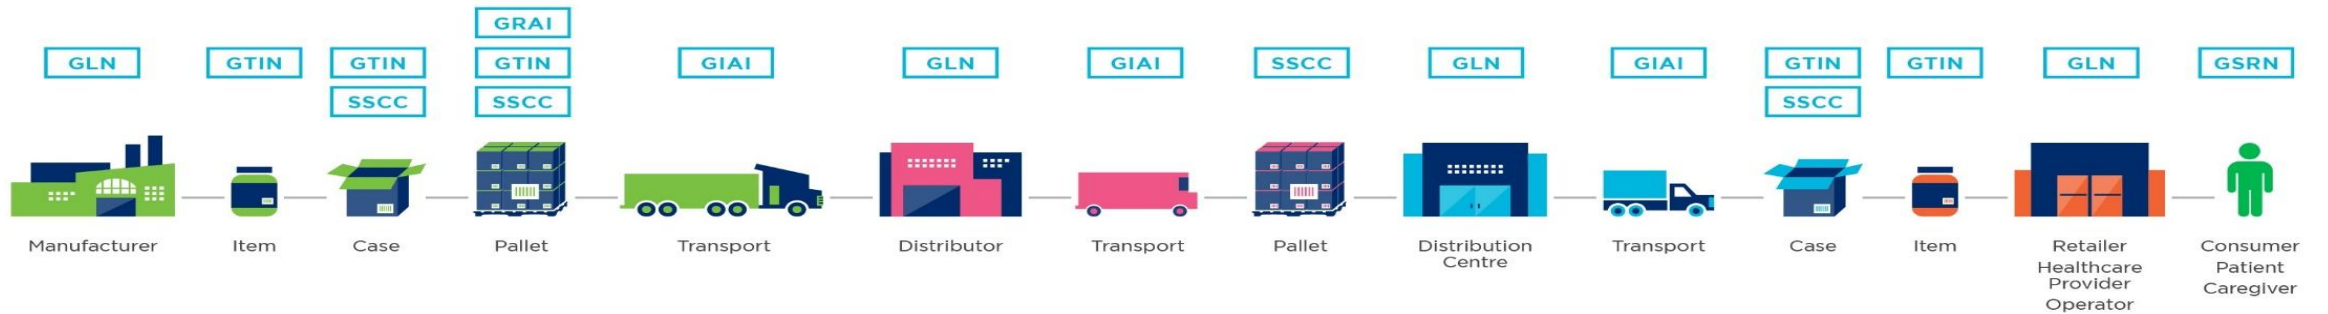 GRAI
GLN
GTIN
GTIN
GTIN
GIAI
GLN
GIAI
SSCC
GLN
GIAI
GTIN
GTIN
GLN
GSRN
SSCC
SSCC
SSCC
Manufacturer
Item
Case
Pallet
Transport
Distributor
Transport
Pallet
Distribution
Centre
Transport
Case
Item
Retailer
Healthcare
Provider
Operator
Consumer
Patient
Caregiver